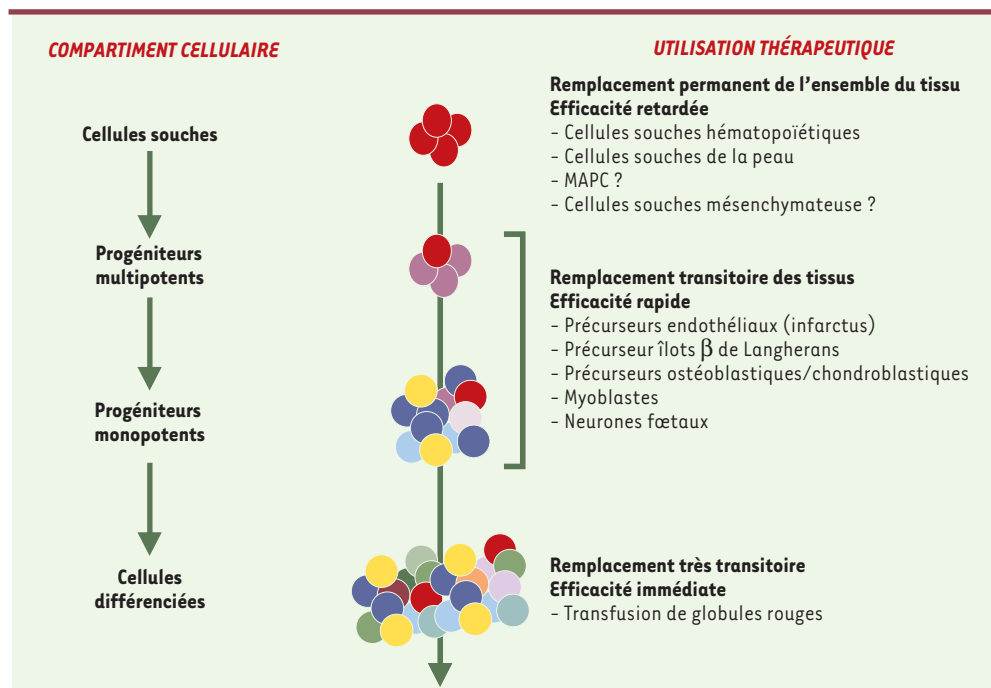 COMPARTIMENT CELLULAIRE
UTILISATION THÉRAPEUTIQUE
Cellules souches
Remplacement permanent de l'ensemble du tissu
Efficacité retardée
- Cellules souches hématopoïétiques
- Cellules souches de la peau
- MAPC ?
- Cellules souches mésenchymateuse ?
Progéniteurs
multipotents
Remplacement transitoire des tissus
Efficacité rapide
- Précurseurs endothéliaux (infarctus)
- Précurseur îlots β de Langherans
- Précurseurs ostéoblastiques/chondroblastiques
- Myoblastes
- Neurones fœtaux
Progéniteurs
monopotents
Cellules
différenciées
Remplacement très transitoire
Efficacité immédiate
- Transfusion de globules rouges